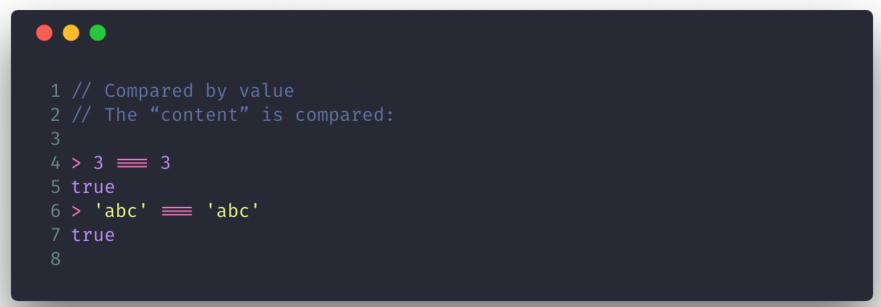 1 // Compared by value
2 // The “content” is compared:
3
4 > 3 === 3
5 true
6 > 'abc' === 'abc'
7 true
8